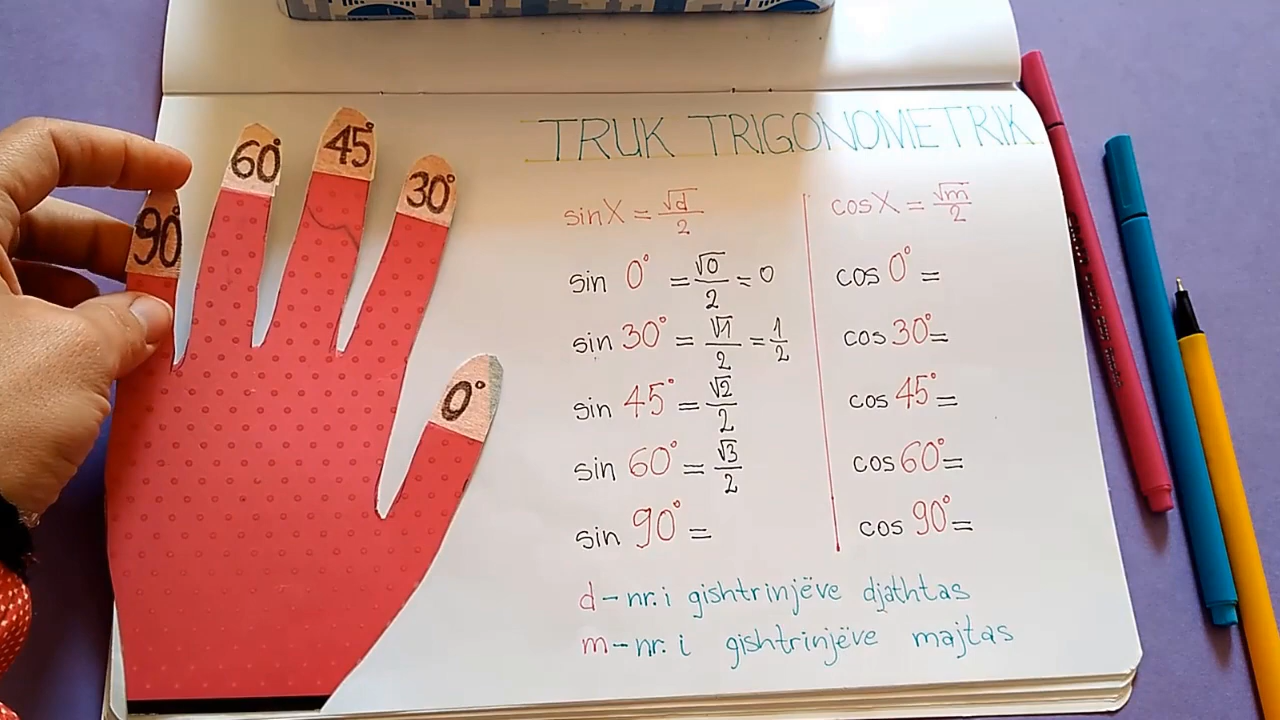 90°
60°
45°
30°
0°
TRUK TRIGONOMETRIK
sinX = √d/2
sin 0° = √0/2 = 0
sin 30° = √1/2 = 1/2
sin 45° = √2/2
sin 60° = √3/2
sin 90° =
cosX = √m/2
cos 0° =
cos 30° =
cos 45° =
cos 60° =
cos 90° =
d – nr. i gishtrinjëve djathtas
m – nr. i gishtrinjëve majtas